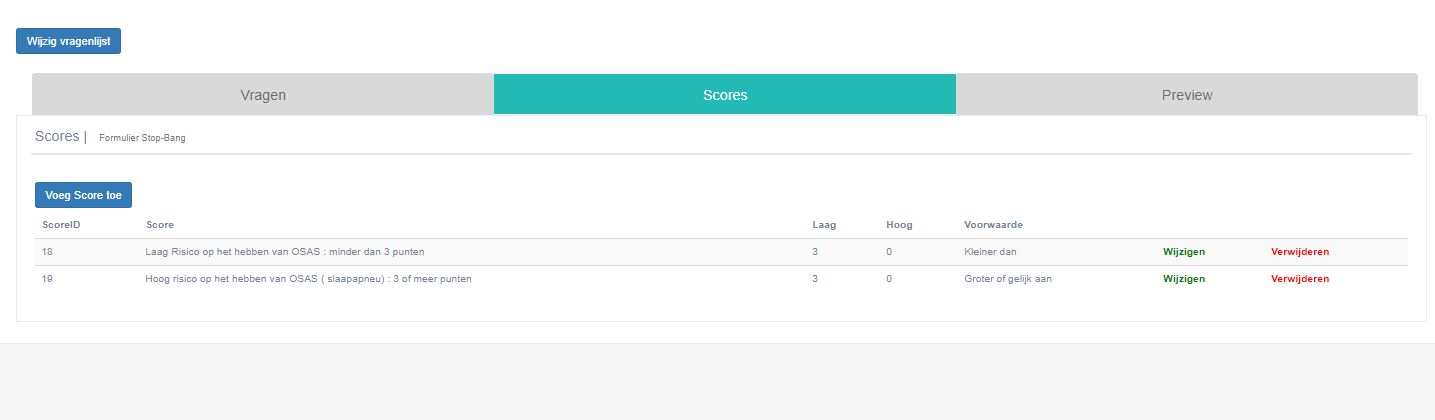 Wijzig vragenlijst
Vragen Scores Preview
Scores | Formulier Stop-Bang
Voeg Score toe
ScoreID Score Laag Hoog Voorwaarde
18 Laag Risico op het hebben van OSAS : minder dan 3 punten 3 0 Kleiner dan Wijzigen Verwijderen
19 Hoog risico op het hebben van OSAS ( slaapapneu) : 3 of meer punten 3 0 Groter of gelijk aan Wijzigen Verwijderen